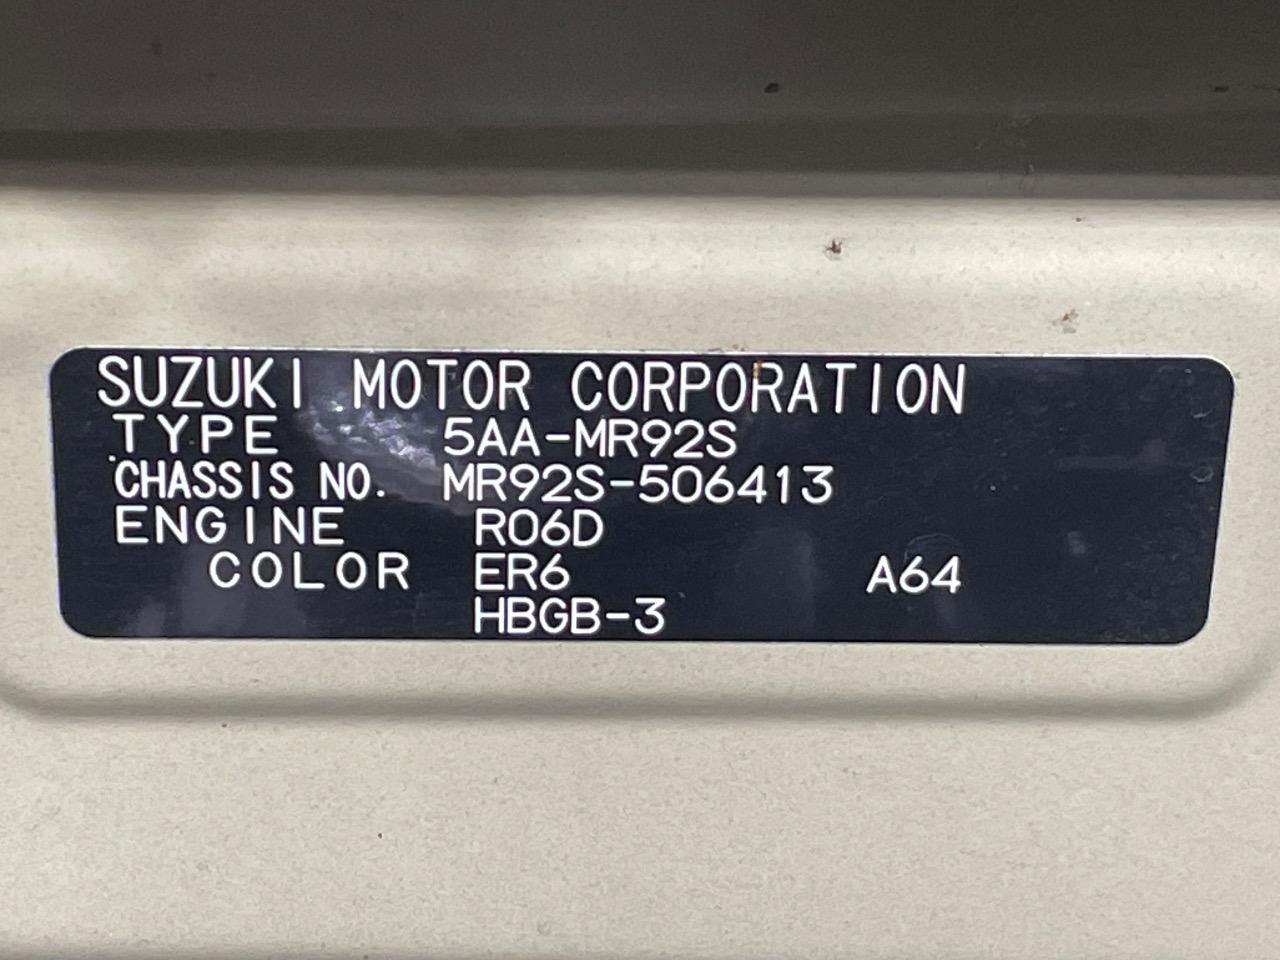 SUZUKI MOTOR CORPORATION
TYPE 5AA-MR92S
CHASSIS NO. MR92S-506413
ENGINE R06D
COLOR ER6 A64
HBGB-3